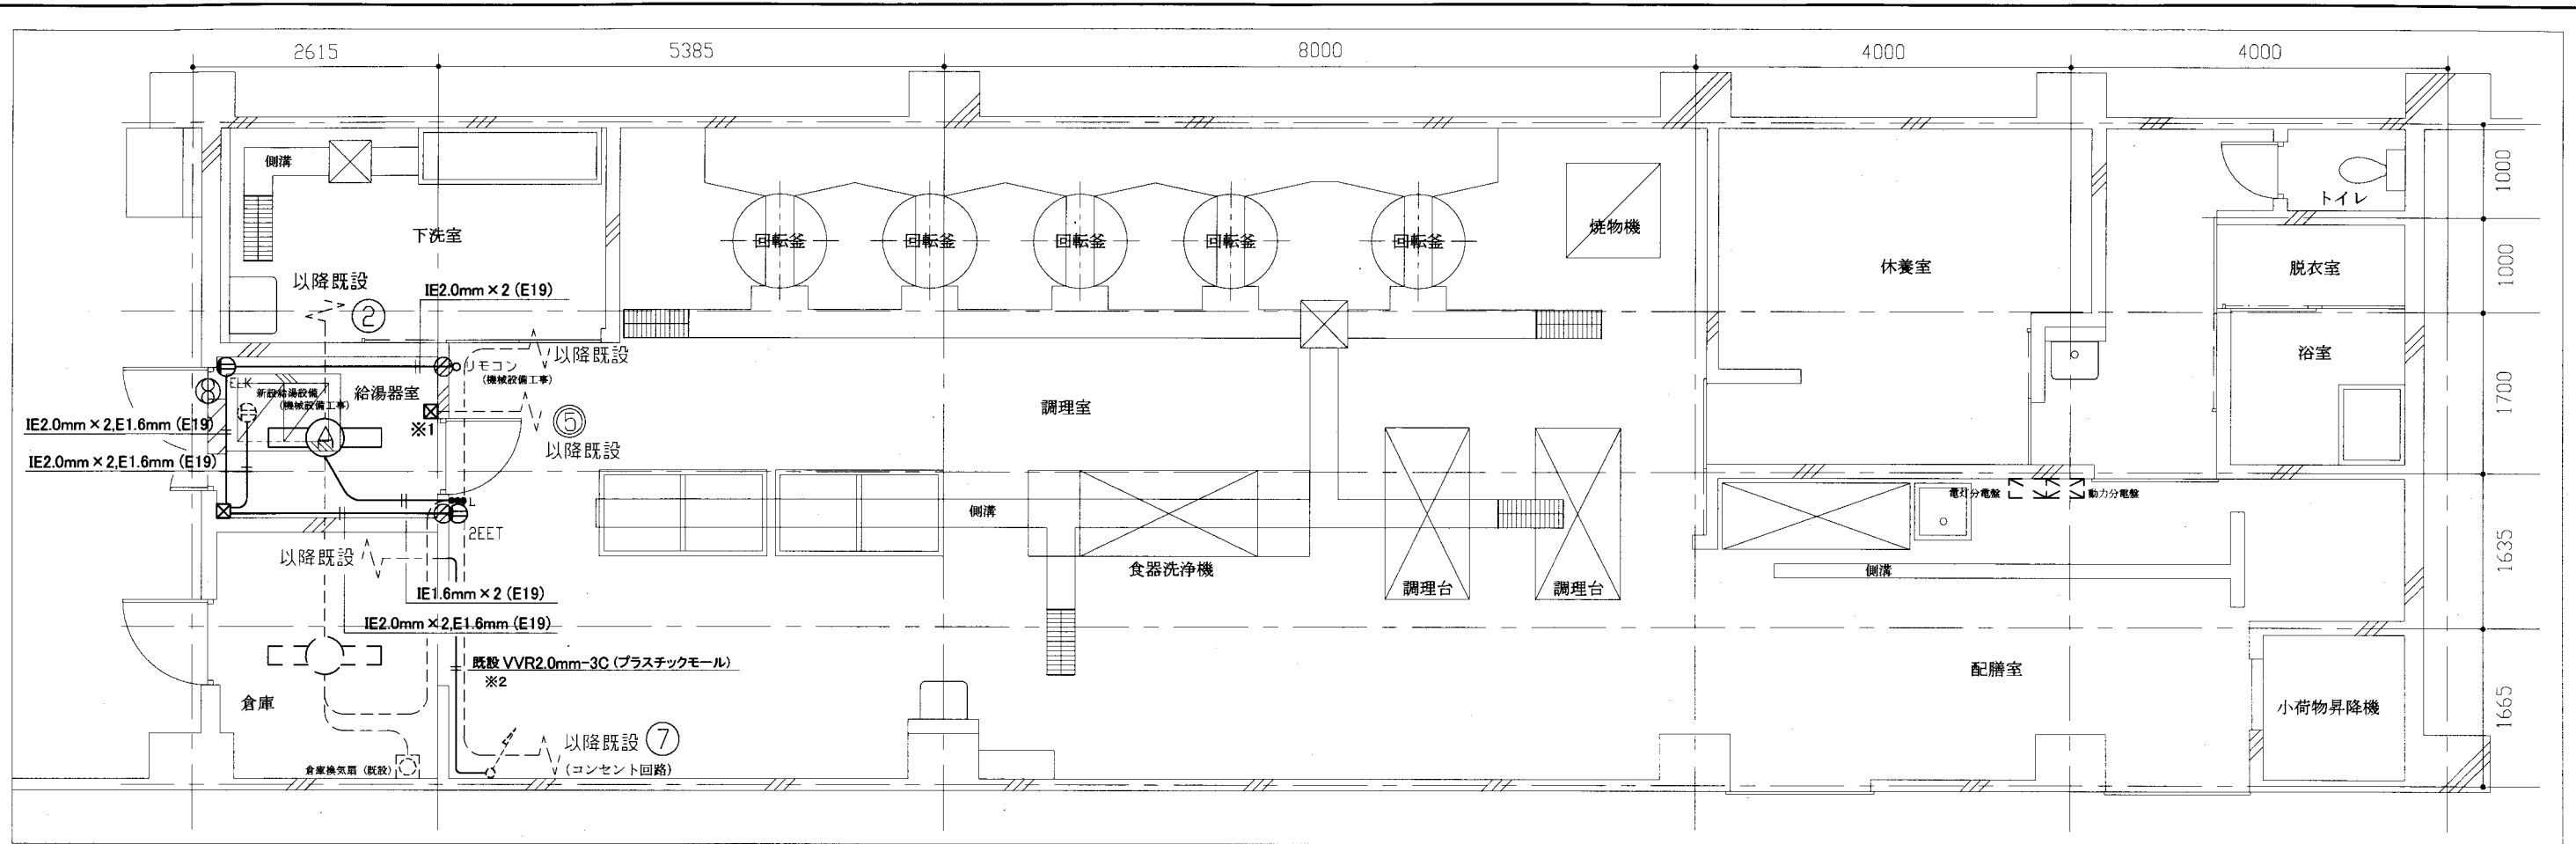 2615
5385
8000
4000
4000
側溝
下洗室
回転釜
回転釜
回転釜
回転釜
回転釜
焼物機
休養室
トイレ
1000
脱衣室
1000
浴室
1700
以降既設
②
IE2.0mm×2 (E19)
以降既設
リモコン
(機械設備工事)
⑧
ELK
新設給湯設備
(機械設備工事)
給湯器室
※1
⑤
以降既設
調理室
IE2.0mm×2,E1.6mm (E19)
IE2.0mm×2,E1.6mm (E19)
L
2EET
側溝
食器洗浄機
調理台
調理台
電灯分電盤
動力分電盤
側溝
1635
以降既設
IE1.6mm×2 (E19)
IE2.0mm×2,E1.6mm (E19)
既設 VVR2.0mm-3C (プラスチックモール)
※2
倉庫
配膳室
小荷物昇降機
1665
以降既設 ⑦
(コンセント回路)
倉庫換気扇 (既設)